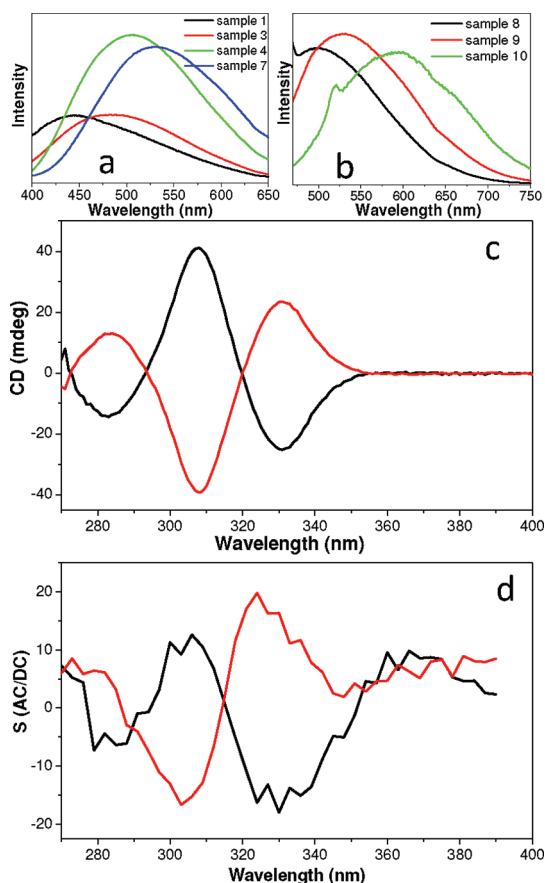 sample 1
sample 3
sample 4
sample 7
Intensity
a
400 450 500 550 600 650
Wavelength (nm)
sample 8
sample 9
sample 10
Intensity
b
500 550 600 650 700 750
Wavelength (nm)
c
CD (mdeg)
40
20
0
-20
-40
280 300 320 340 360 380 400
Wavelength (nm)
d
S (AC/DC)
20
10
0
-10
-20
280 300 320 340 360 380 400
Wavelength (nm)